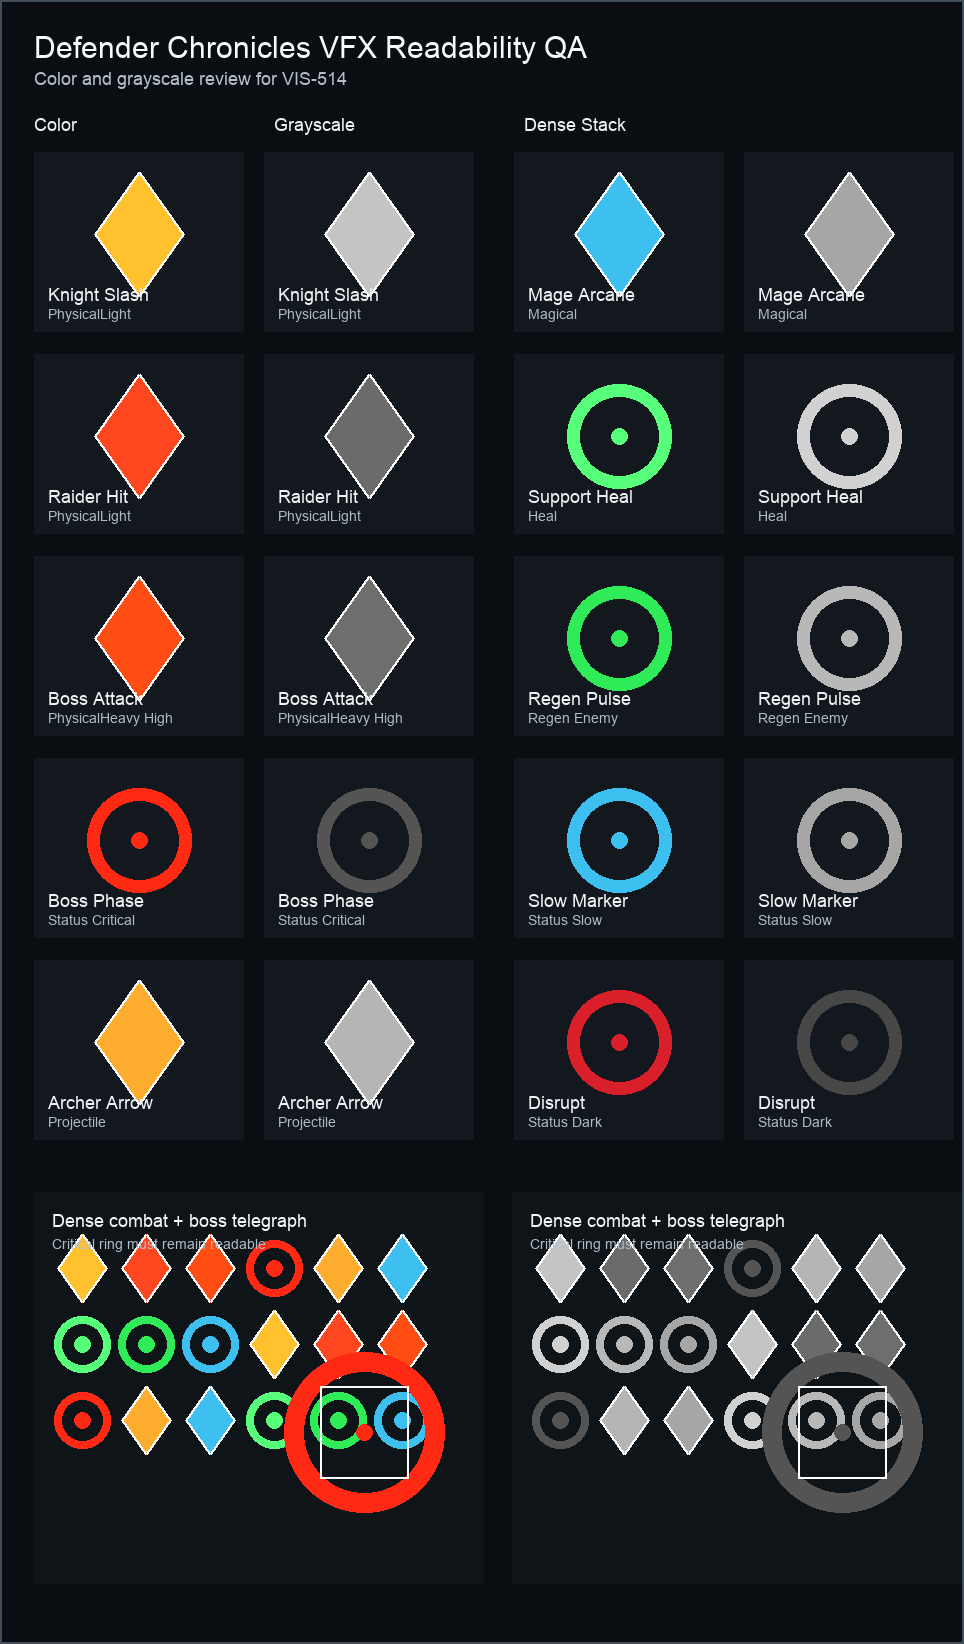 Defender Chronicles VFX Readability QA
Color and grayscale review for VIS-514
Color
Grayscale
Dense Stack
Knight Slash
PhysicalLight
Knight Slash
PhysicalLight
Mage Arcane
Magical
Mage Arcane
Magical
Raider Hit
PhysicalLight
Raider Hit
PhysicalLight
Support Heal
Heal
Support Heal
Heal
Boss Attack
PhysicalHeavy High
Boss Attack
PhysicalHeavy High
Regen Pulse
Regen Enemy
Regen Pulse
Regen Enemy
Boss Phase
Status Critical
Boss Phase
Status Critical
Slow Marker
Status Slow
Slow Marker
Status Slow
Archer Arrow
Projectile
Archer Arrow
Projectile
Disrupt
Status Dark
Disrupt
Status Dark
Dense combat + boss telegraph
Critical ring must remain readable
Dense combat + boss telegraph
Critical ring must remain readable